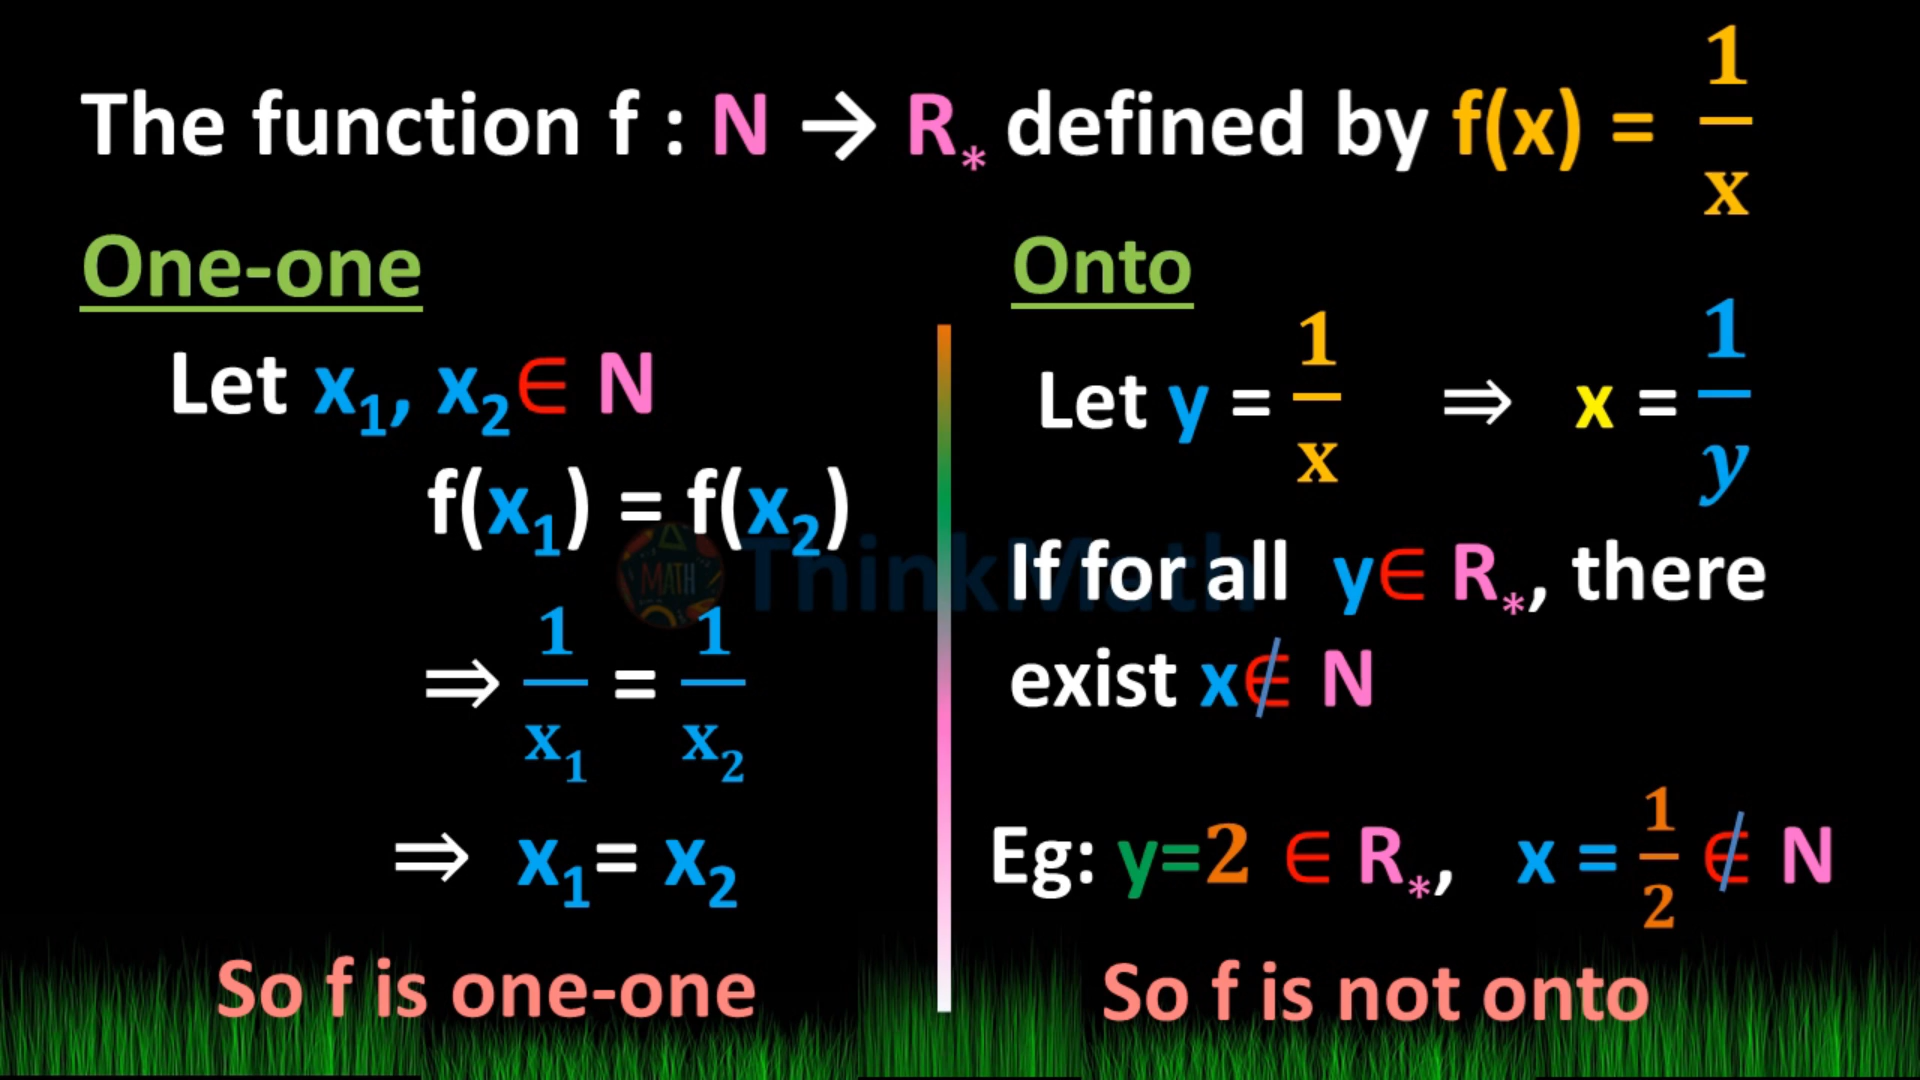 The function f : N → R* defined by f(x) = 1/x
One-one
Let x₁, x₂∈ N
f(x₁) = f(x₂)
⇒ 1/x₁ = 1/x₂
⇒ x₁= x₂
So f is one-one
Onto
Let y = 1/x ⇒ x = 1/y
If for all y∈ R*, there
exist x∉ N
Eg: y=2 ∈ R*, x = 1/2 ∉ N
So f is not onto
MATH ThinkMath